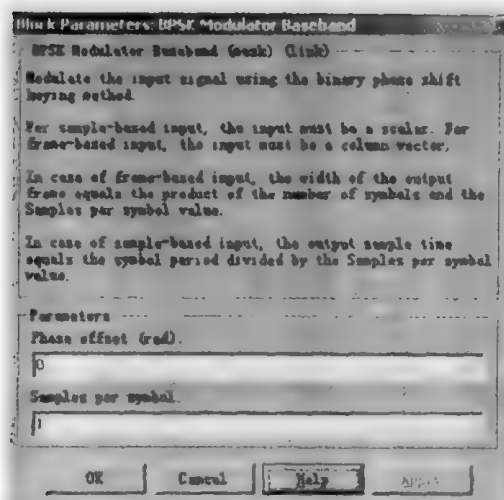 Block Parameters: BPSK Modulator Baseband
BPSK Modulator Baseband (mask) (link)
Modulate the input signal using the binary phase shift
keying method.
For sample-based input, the input must be a scalar. For
frame-based input, the input must be a column vector.
In case of frame-based input, the width of the output
frame equals the product of the number of symbols and the
Samples per symbol value.
In case of sample-based input, the output sample time
equals the symbol period divided by the Samples per symbol
value.
Parameters
Phase offset (rad).
0
Samples per symbol.
1
OK
Cancel
Help
Apply